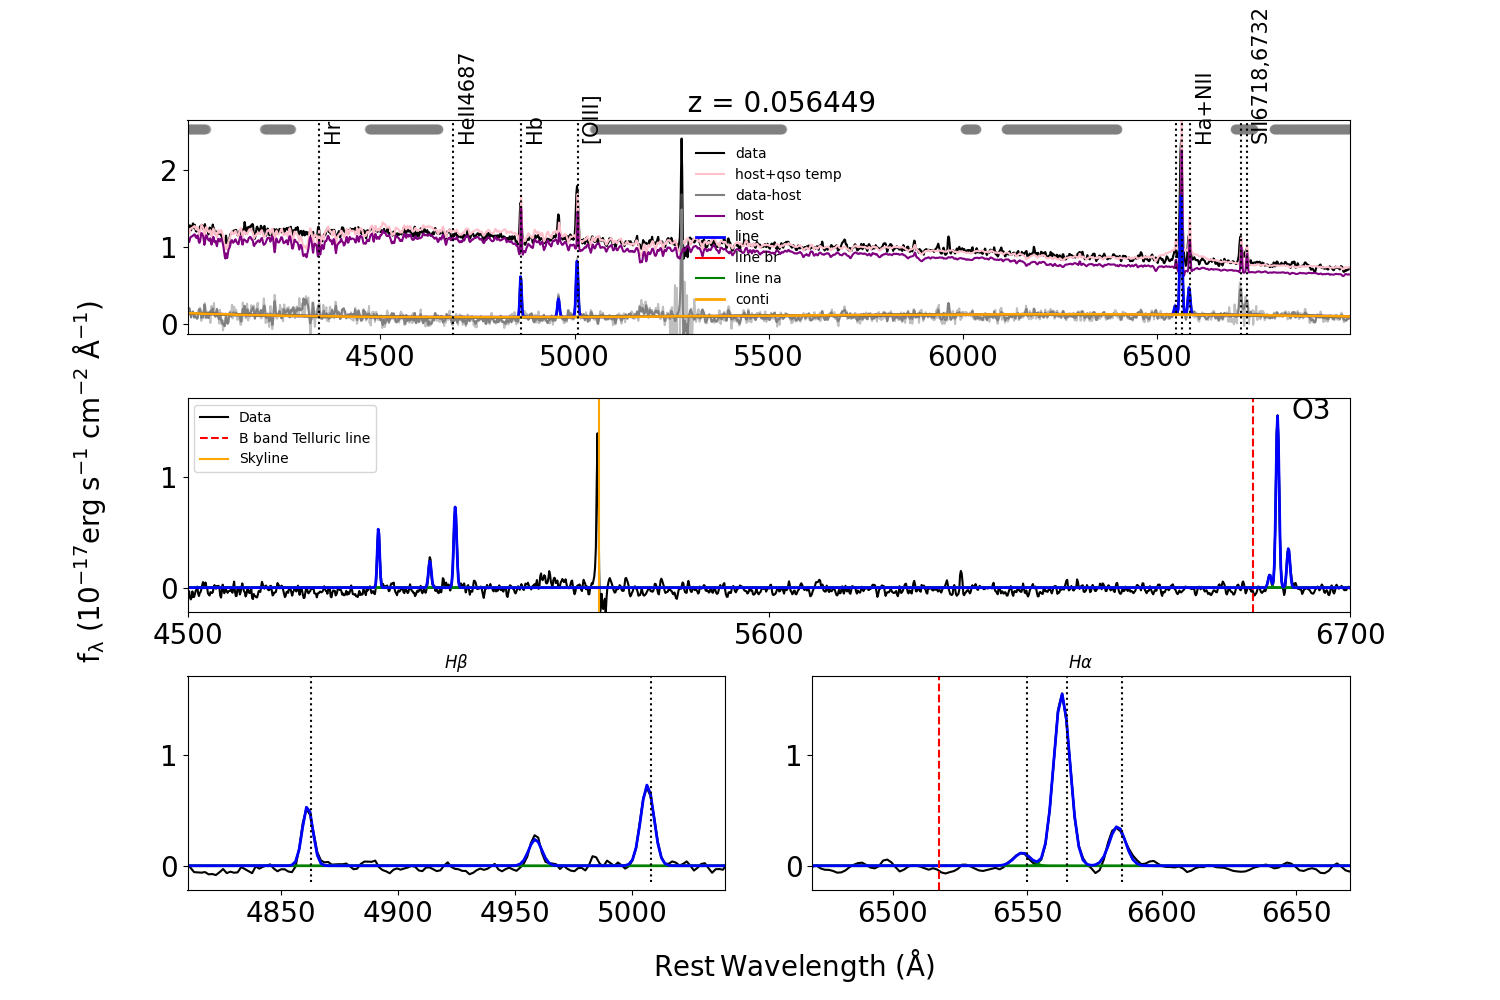 z = 0.056449
Hr
HeII4687
Hb
[OIII]
Ha+NII
SII6718,6732
data
host+qso temp
data-host
host
line
line br
line na
conti
2
1
0
4500 5000 5500 6000 6500
Data
B band Telluric line
Skyline
O3
1
0
4500 5600 6700
fλ (10−17erg s−1 cm−2 Å−1)
Hβ
1
0
4850 4900 4950 5000
Hα
1
0
6500 6550 6600 6650
Rest Wavelength (Å)